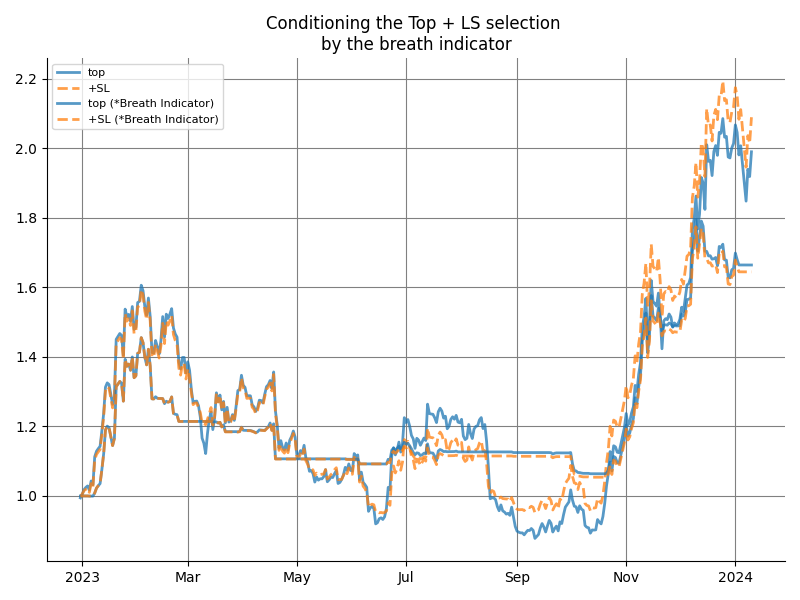 Conditioning the Top + LS selection
by the breath indicator
top
+SL
top (*Breath Indicator)
+SL (*Breath Indicator)
2.2
2.0
1.8
1.6
1.4
1.2
1.0
2023 Mar May Jul Sep Nov 2024